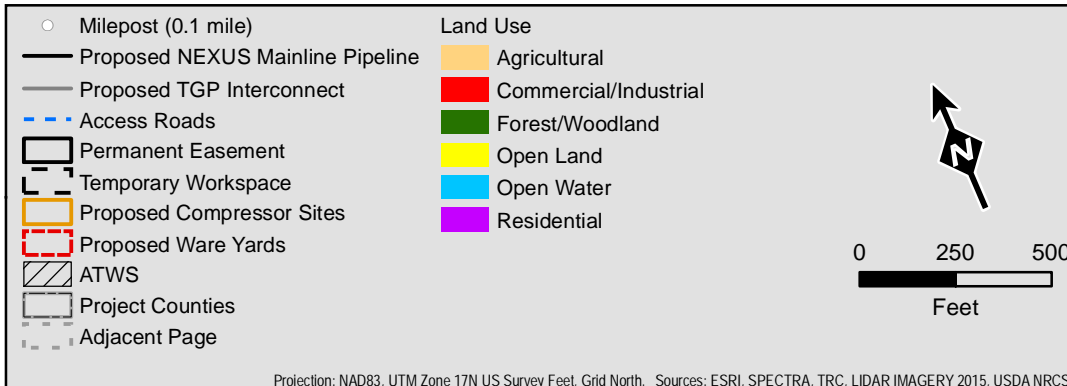 Milepost (0.1 mile)
Proposed NEXUS Mainline Pipeline
Proposed TGP Interconnect
Access Roads
Permanent Easement
Temporary Workspace
Proposed Compressor Sites
Proposed Ware Yards
ATWS
Project Counties
Adjacent Page
Land Use
Agricultural
Commercial/Industrial
Forest/Woodland
Open Land
Open Water
Residential
N
0 250 500
Feet
Projection: NAD83, UTM Zone 17N US Survey Feet, Grid North. Sources: ESRI, SPECTRA, TRC, LIDAR IMAGERY 2015, USDA NRCS